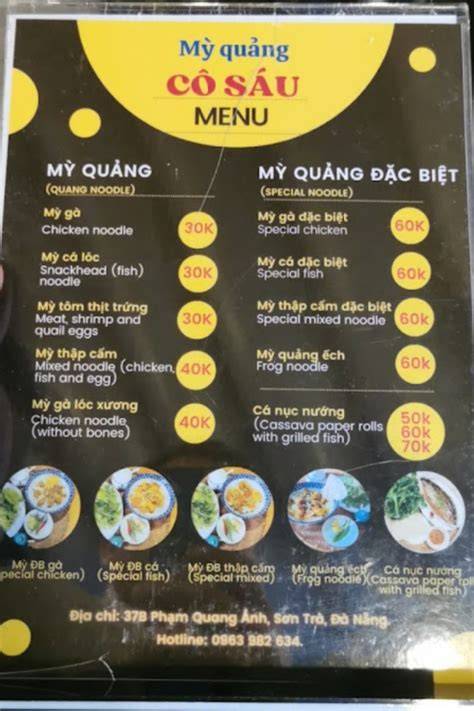 Mỳ quảng
CÔ SÁU
MENU
MỲ QUẢNG
(QUANG NOODLE)
Mỳ gà
Chicken noodle
30K
Mỳ cá lóc
Snackhead (fish)
noodle
30K
Mỳ tôm thịt trứng
Meat, shrimp and
quail eggs
30K
Mỳ thập cẩm
Mixed noodle (chicken,
fish and egg)
40K
Mỳ gà lóc xương
Chicken noodle
(without bones)
40K
MỲ QUẢNG ĐẶC BIỆT
(SPECIAL NOODLE)
Mỳ gà đặc biệt
Special chicken
60K
Mỳ cá đặc biệt
Special fish
60K
Mỳ thập cẩm đặc biệt
Special mixed noodle
60K
Mỳ quảng ếch
Frog noodle
60K
Cá nục nướng
(Cassava paper rolls
with grilled fish)
50k
60k
70k
Mỳ ĐB gà
pecial chicken)
Mỳ ĐB cá
(Special fish)
Mỳ ĐB thập cẩm
(Special mixed)
Mỳ quảng ếch
(Frog noodle)
Cá nục nướng
(Cassava paper roll
with grilled fish)
Địa chỉ: 37B Phạm Quang Ảnh, Sơn Trà, Đà Nẵng.
Hotline: 0963 982 634.